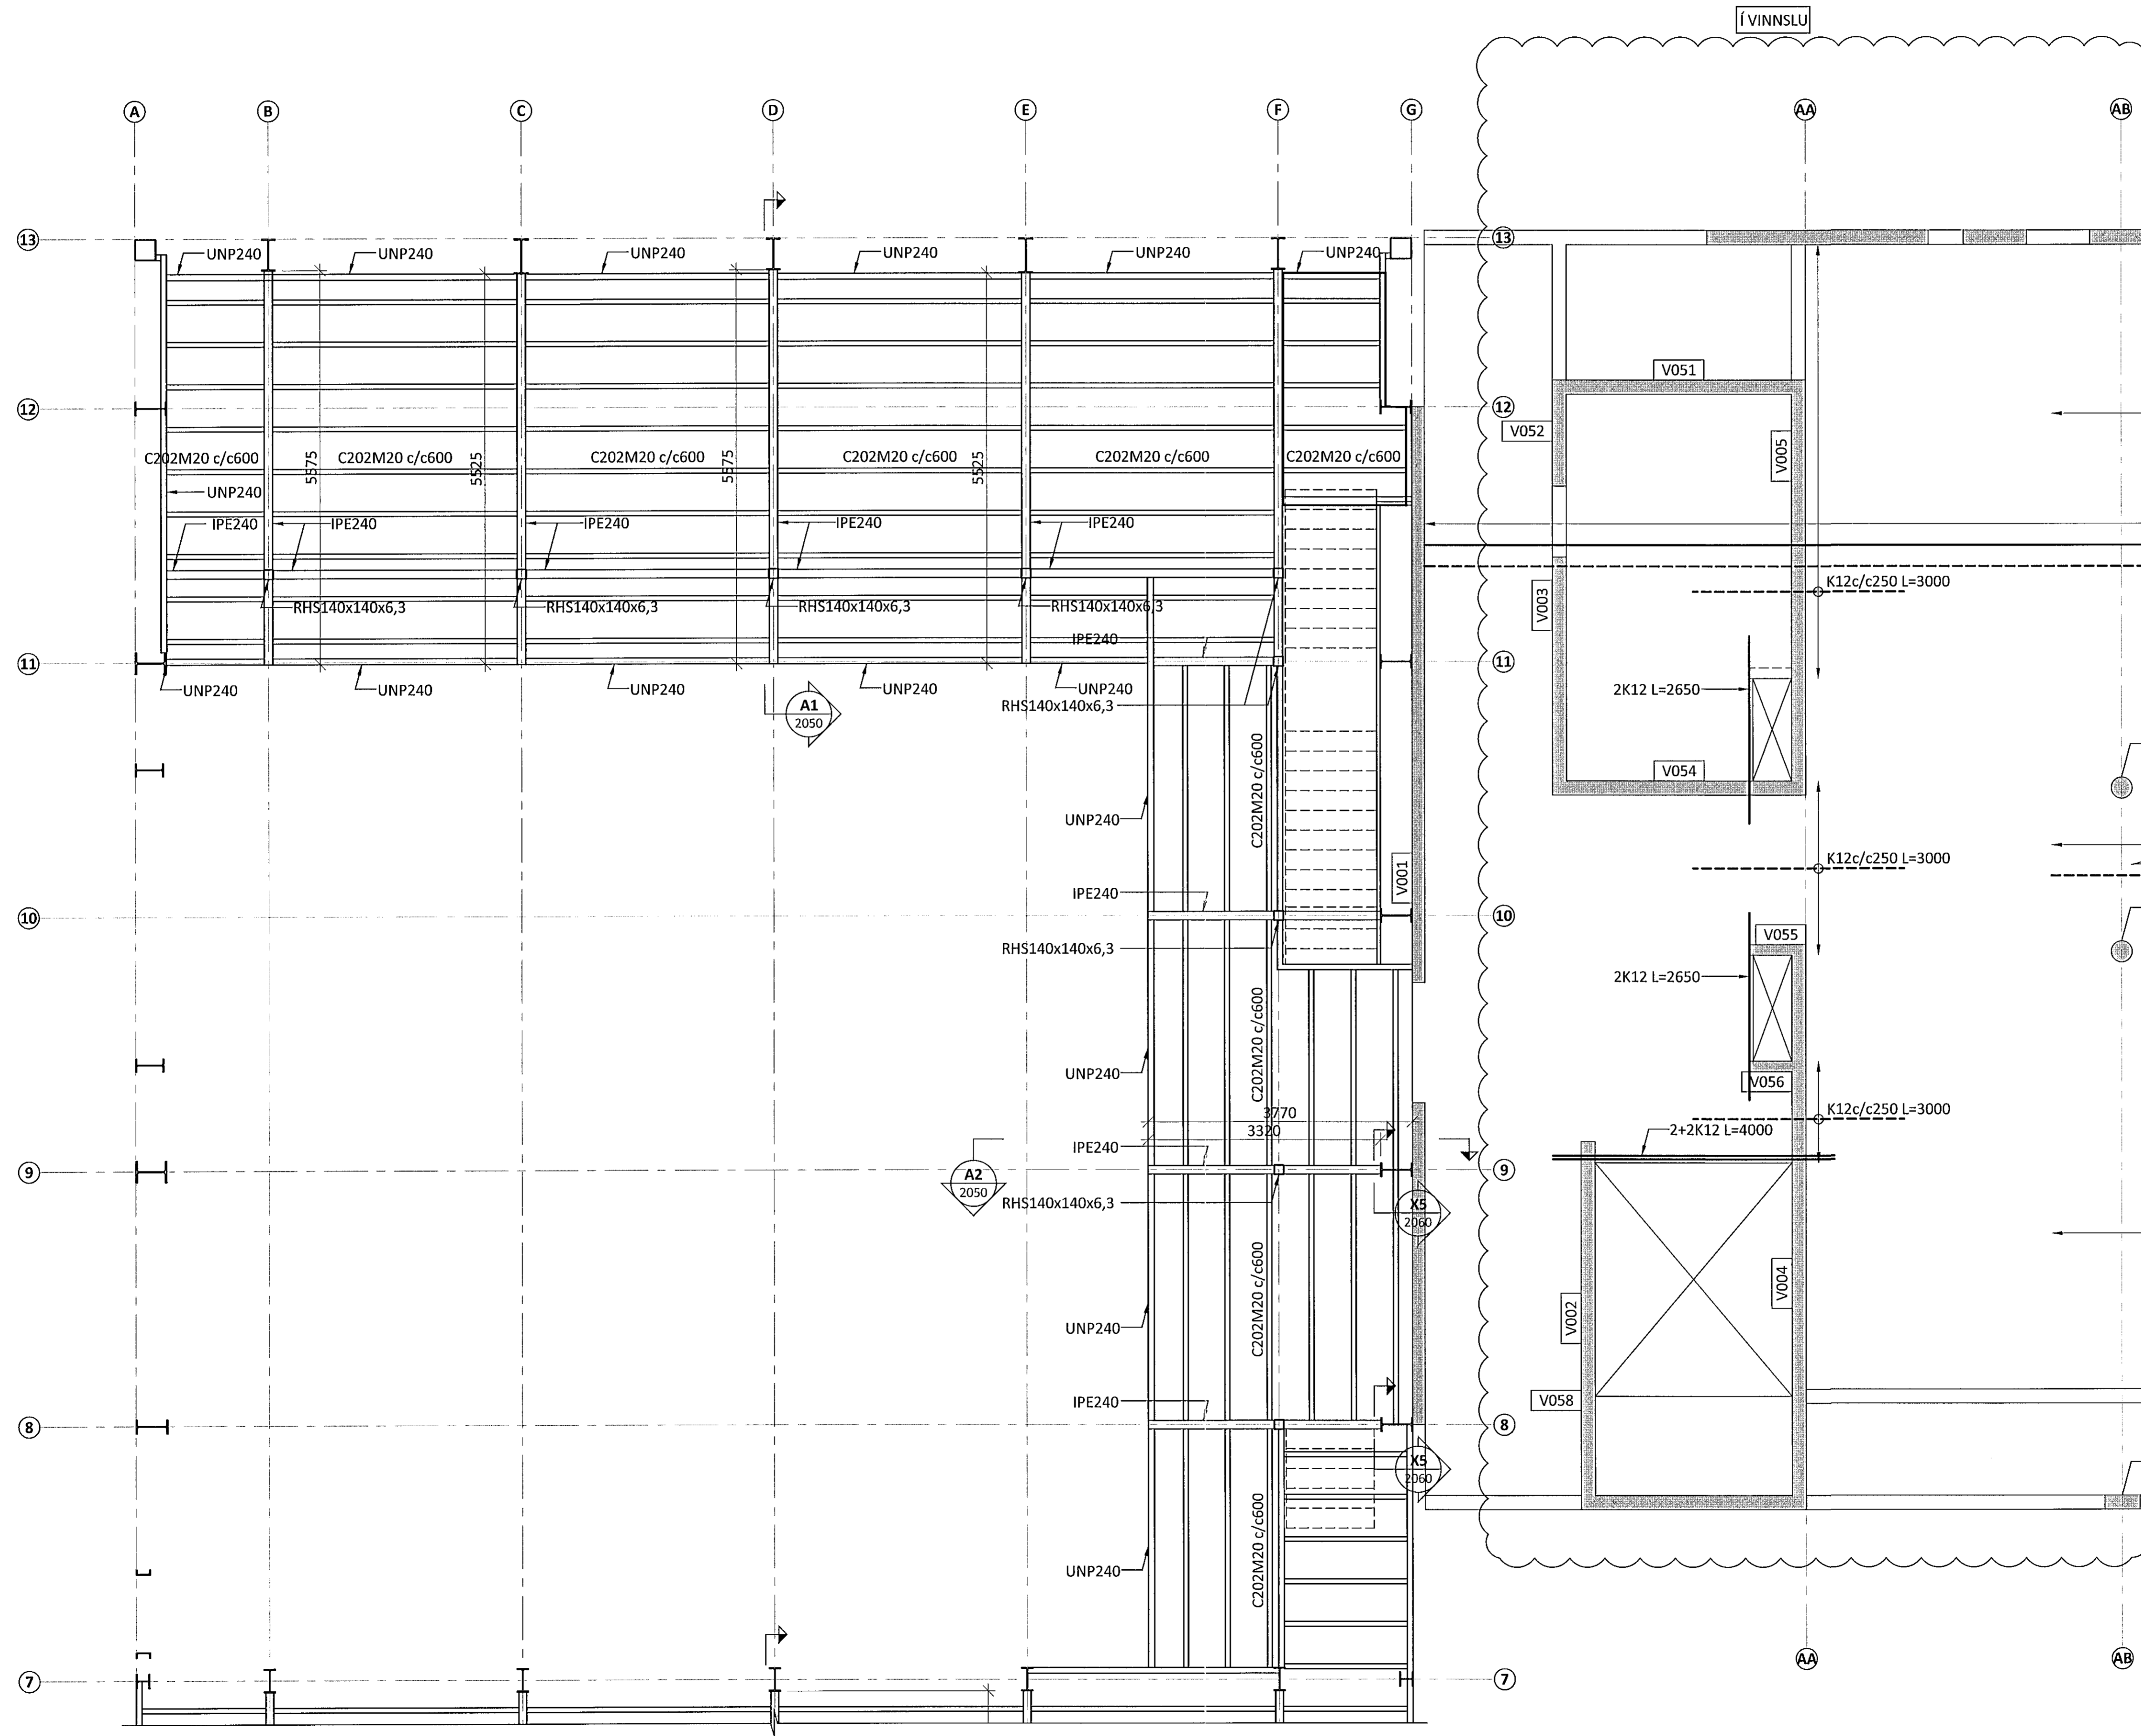 Í VINNSLU
A B C D E F G AA AB
13 13
UNP240 UNP240 UNP240 UNP240 UNP240 UNP240
V051
12 12
V052
V005
C202M20 c/c600 C202M20 c/c600 C202M20 c/c600 C202M20 c/c600 C202M20 c/c600 C202M20 c/c600
5575 5525 5575 5525
UNP240
IPE240 IPE240 IPE240 IPE240 IPE240 IPE240
K12c/c250 L=3000
V003
RHS140x140x6,3 RHS140x140x6,3 RHS140x140x6,3 RHS140x140x6,3
IPE240
11 11
UNP240 UNP240 UNP240 UNP240 UNP240
2K12 L=2650
RHS140x140x6,3
A1
2050
C202M20 c/c600
V054
UNP240
K12c/c250 L=3000
V001
IPE240
10 10
V055
RHS140x140x6,3
2K12 L=2650
C202M20 c/c600
UNP240
V056
3770
K12c/c250 L=3000
3320
2+2K12 L=4000
IPE240
9 9
A2
2050
RHS140x140x6,3
X5
2060
C202M20 c/c600
V004
V002
UNP240
IPE240
V058
8 8
X5
2060
C202M20 c/c600
UNP240
AA AB
7 7